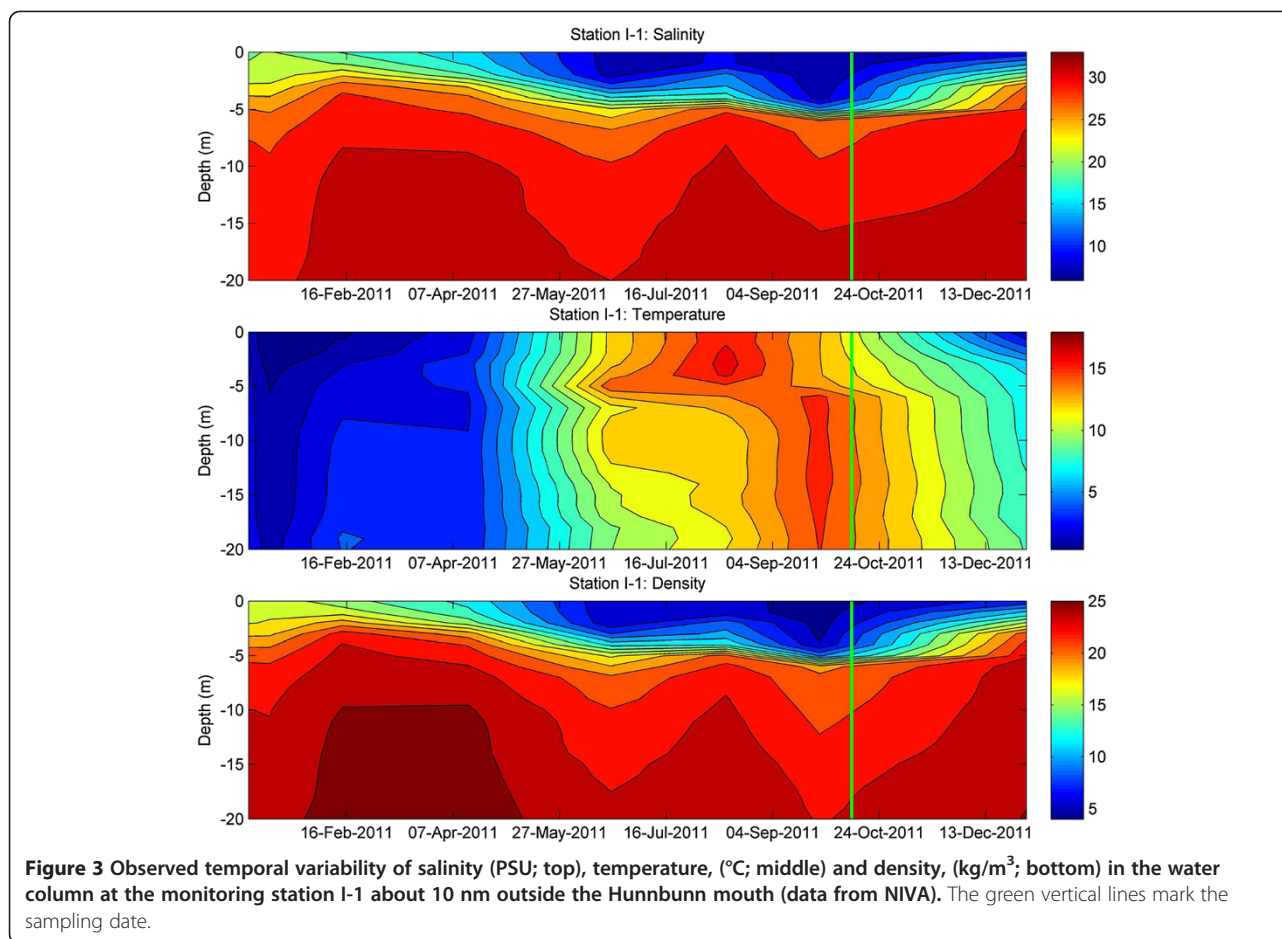 Station I-1: Salinity
0
-5
-10
-15
-20
Depth (m)
16-Feb-2011 07-Apr-2011 27-May-2011 16-Jul-2011 04-Sep-2011 24-Oct-2011 13-Dec-2011
30
25
20
15
10
Station I-1: Temperature
0
-5
-10
-15
-20
Depth (m)
16-Feb-2011 07-Apr-2011 27-May-2011 16-Jul-2011 04-Sep-2011 24-Oct-2011 13-Dec-2011
15
10
5
Station I-1: Density
0
-5
-10
-15
-20
Depth (m)
16-Feb-2011 07-Apr-2011 27-May-2011 16-Jul-2011 04-Sep-2011 24-Oct-2011 13-Dec-2011
25
20
15
10
5
Figure 3 Observed temporal variability of salinity (PSU; top), temperature, (°C; middle) and density, (kg/m³; bottom) in the water
column at the monitoring station I-1 about 10 nm outside the Hunnbunn mouth (data from NIVA). The green vertical lines mark the
sampling date.